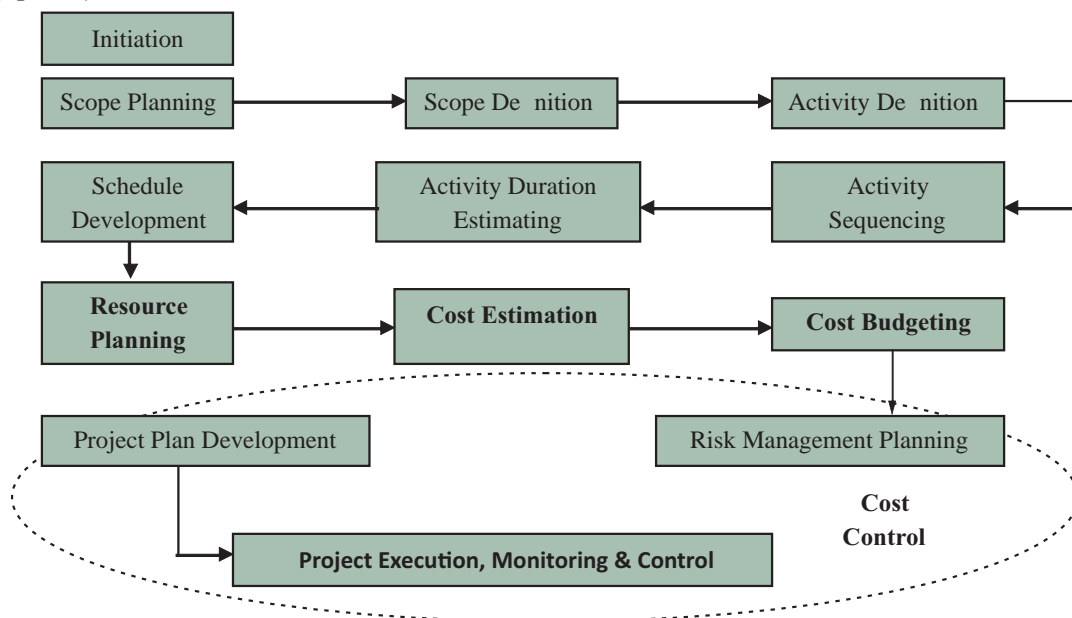 Initiation
Scope Planning
Scope De nition
Activity De nition
Schedule
Development
Activity Duration
Estimating
Activity
Sequencing
Resource
Planning
Cost Estimation
Cost Budgeting
Project Plan Development
Risk Management Planning
Cost
Control
Project Execution, Monitoring & Control